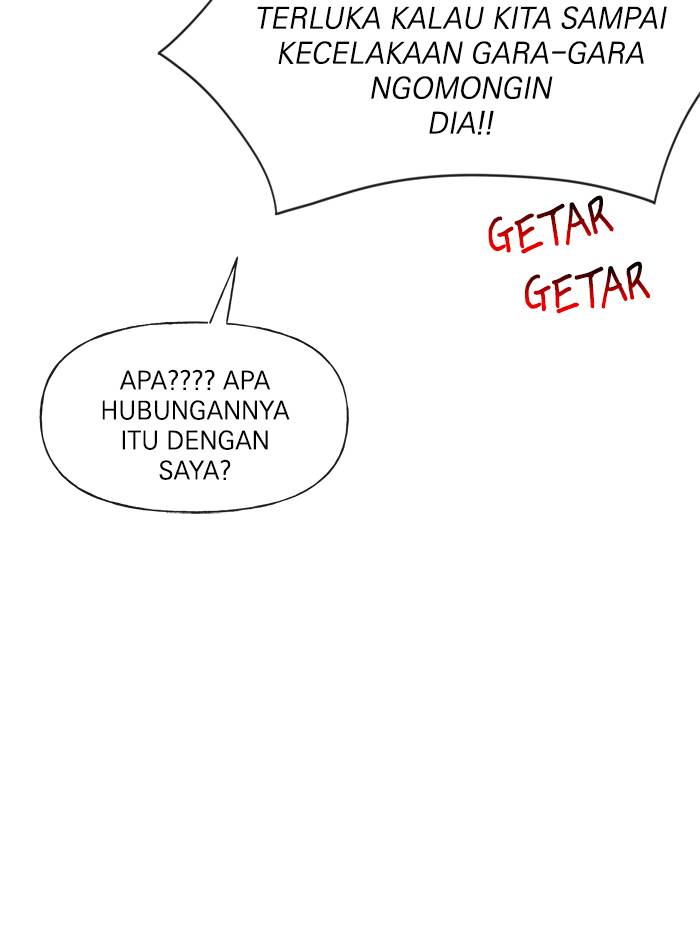 TERLUKA KALAU KITA SAMPAI
KECELAKAAN GARA-GARA
NGOMONGIN
DIA!!
GETAR
GETAR
APA???? APA
HUBUNGANNYA
ITU DENGAN
SAYA?